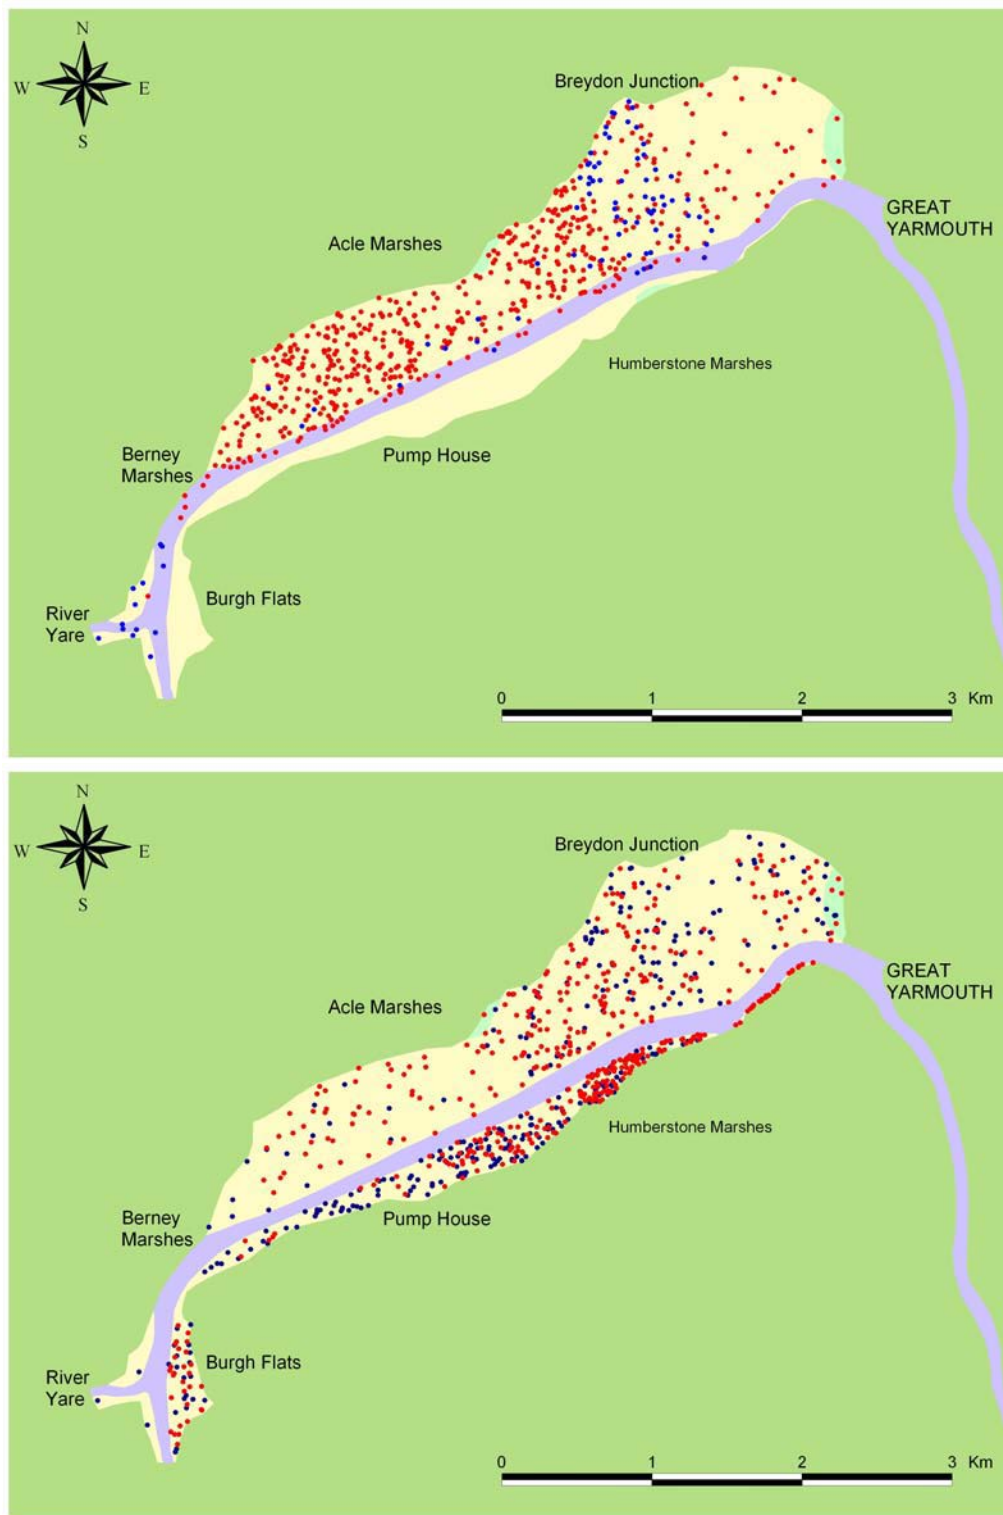 N
W E
S
Breydon Junction
GREAT
YARMOUTH
Acle Marshes
Humberstone Marshes
Pump House
Berney
Marshes
Burgh Flats
River
Yare
0 1 2 3 Km
N
W E
S
Breydon Junction
GREAT
YARMOUTH
Acle Marshes
Humberstone Marshes
Pump House
Berney
Marshes
Burgh Flats
River
Yare
0 1 2 3 Km